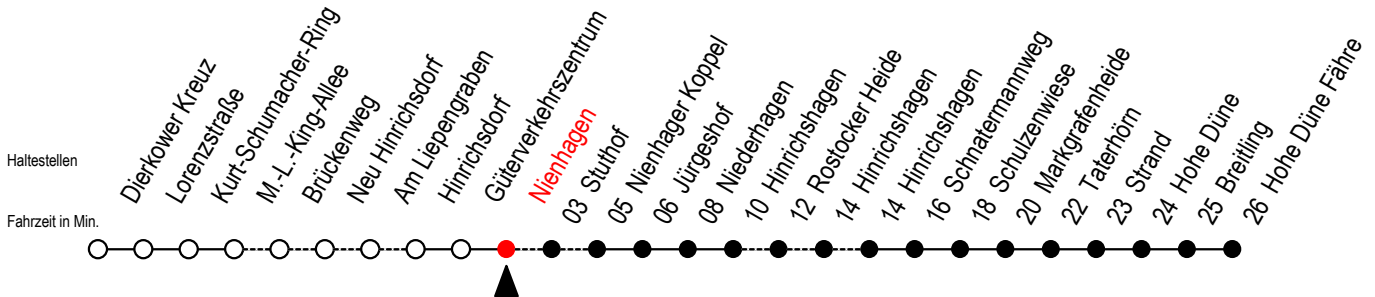 Haltestellen
Fahrzeit in Min.
Dierkower Kreuz
Lorenzstraße
Kurt-Schumacher-Ring
M.-L.-King-Allee
Brückenweg
Neu Hinrichsdorf
Am Liepengraben
Hinrichsdorf
Güterverkehrszentrum
Nienhagen
03 Stuthof
05 Nienhager Koppel
06 Jürgeshof
08 Niederhagen
10 Hinrichshagen
12 Rostocker Heide
14 Hinrichshagen
14 Hinrichshagen
16 Schnatermannweg
18 Schulzenwiese
20 Markgrafenheide
22 Taterhörn
23 Strand
24 Hohe Düne
25 Breitling
26 Hohe Düne Fähre